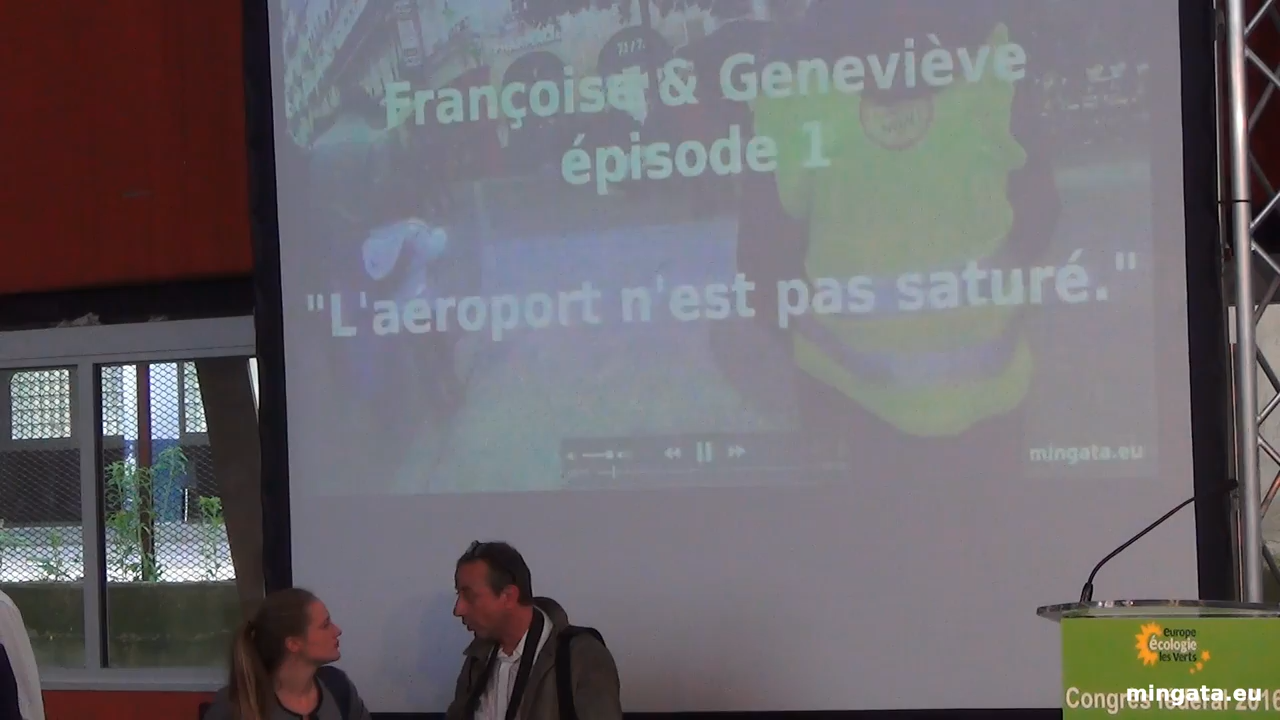 Françoise & Geneviève
épisode 1
"L'aéroport n'est pas saturé."
mingata.eu
europe
écologie
les Verts
Congrès fédéral 2016
mingata.eu